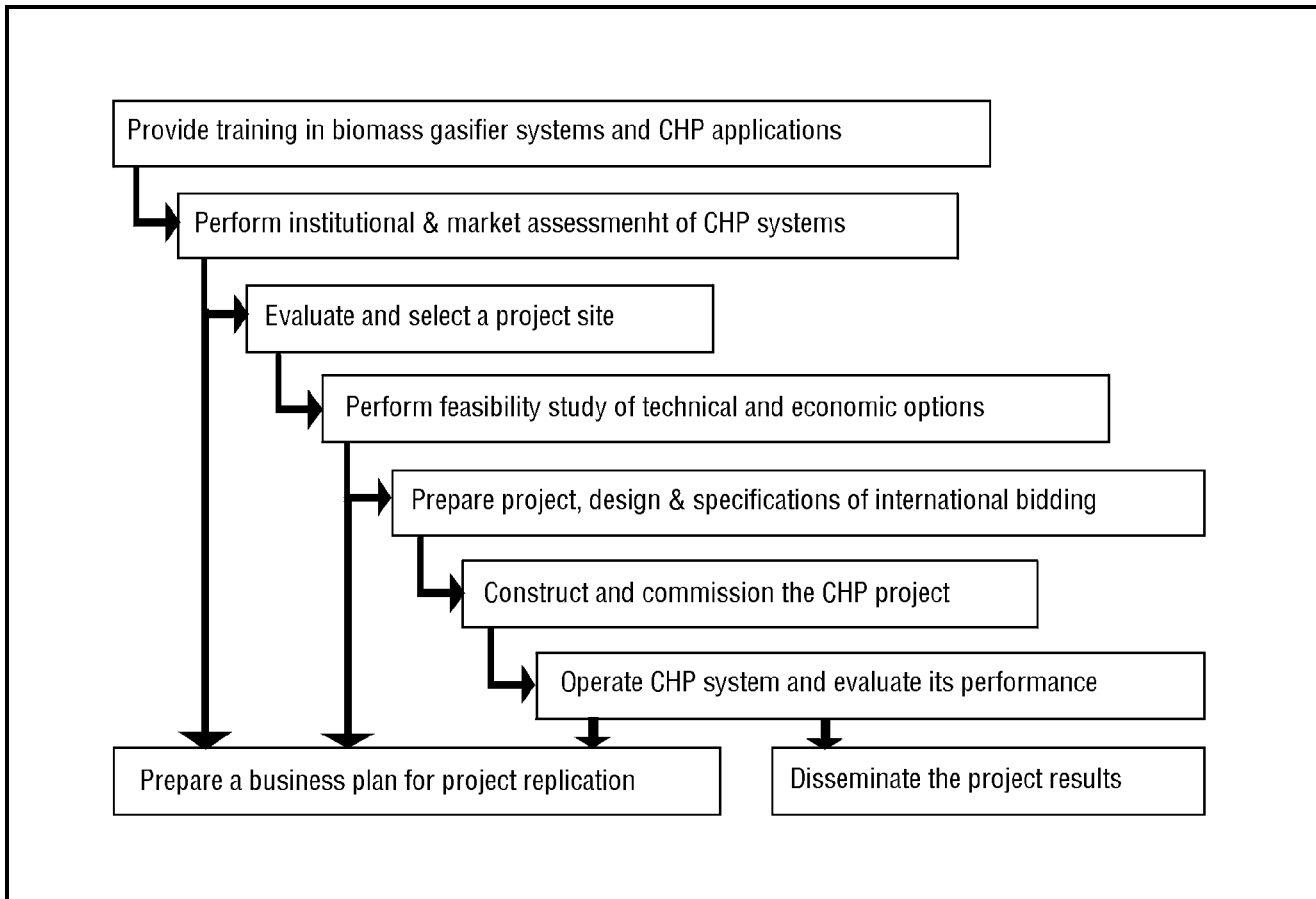 Provide training in biomass gasifier systems and CHP applications
Perform institutional & market assessmenht of CHP systems
Evaluate and select a project site
Perform feasibility study of technical and economic options
Prepare project, design & specifications of international bidding
Construct and commission the CHP project
Operate CHP system and evaluate its performance
Prepare a business plan for project replication
Disseminate the project results